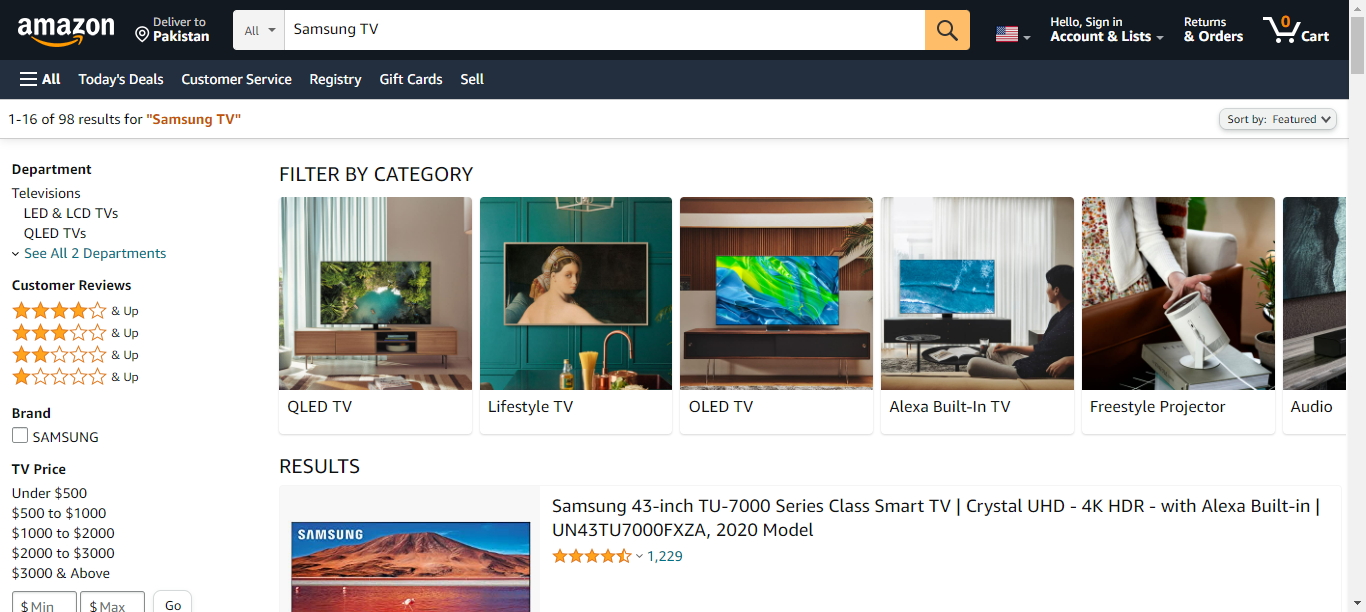 amazon
Deliver to
Pakistan
All
Samsung TV
Hello, Sign in
Account & Lists
Returns
& Orders
0
Cart
All
Today's Deals
Customer Service
Registry
Gift Cards
Sell
1-16 of 98 results for "Samsung TV"
Sort by: Featured
Department
Televisions
LED & LCD TVs
QLED TVs
See All 2 Departments
Customer Reviews
& Up
& Up
& Up
& Up
Brand
SAMSUNG
TV Price
Under $500
$500 to $1000
$1000 to $2000
$2000 to $3000
$3000 & Above
$ Min
$ Max
Go
FILTER BY CATEGORY
QLED TV
Lifestyle TV
OLED TV
Alexa Built-In TV
Freestyle Projector
Audio
RESULTS
SAMSUNG
Samsung 43-inch TU-7000 Series Class Smart TV | Crystal UHD - 4K HDR - with Alexa Built-in |
UN43TU7000FXZA, 2020 Model
1,229